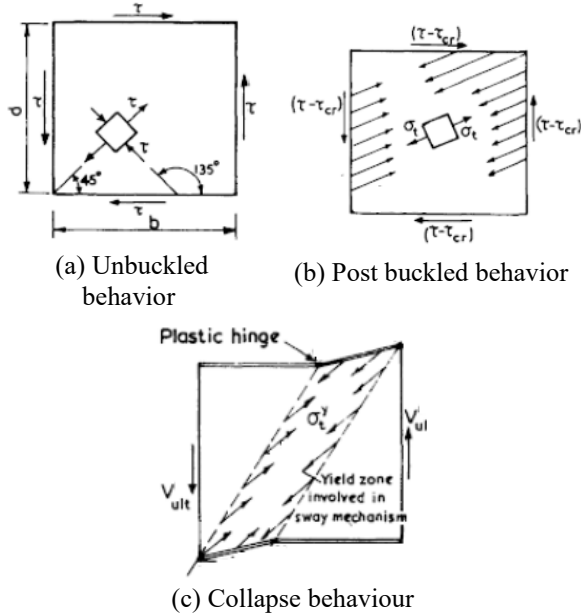 τ
τ
d
τ
τ
τ
45°
135°
τ
b
(a) Unbuckled
behavior
(τ-τcr)
(τ-τcr)
σt
σt
(τ-τcr)
(τ-τcr)
(b) Post buckled behavior
Plastic hinge
σty
Vult
Vul
Yield zone
involved in
sway mechanism
(c) Collapse behaviour